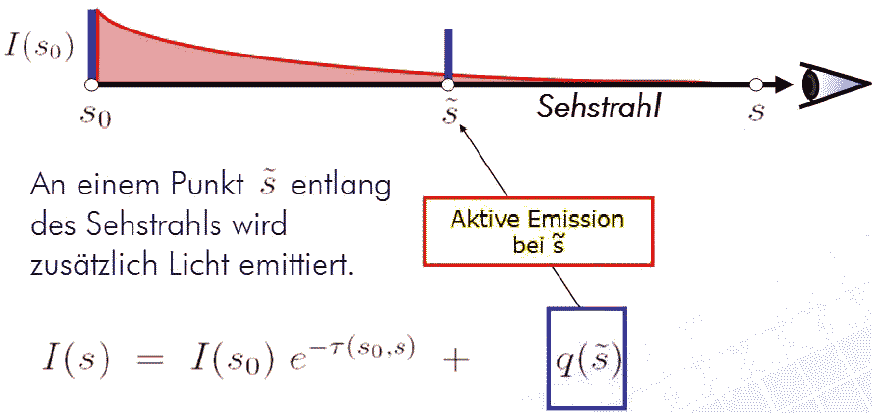 I(s₀)
s₀
s̃
Sehstrahl
s
An einem Punkt s̃ entlang
des Sehstrahls wird
zusätzlich Licht emittiert.
Aktive Emission
bei s̃
I(s) = I(s₀) e^{-τ(s₀,s)} + q(s̃)